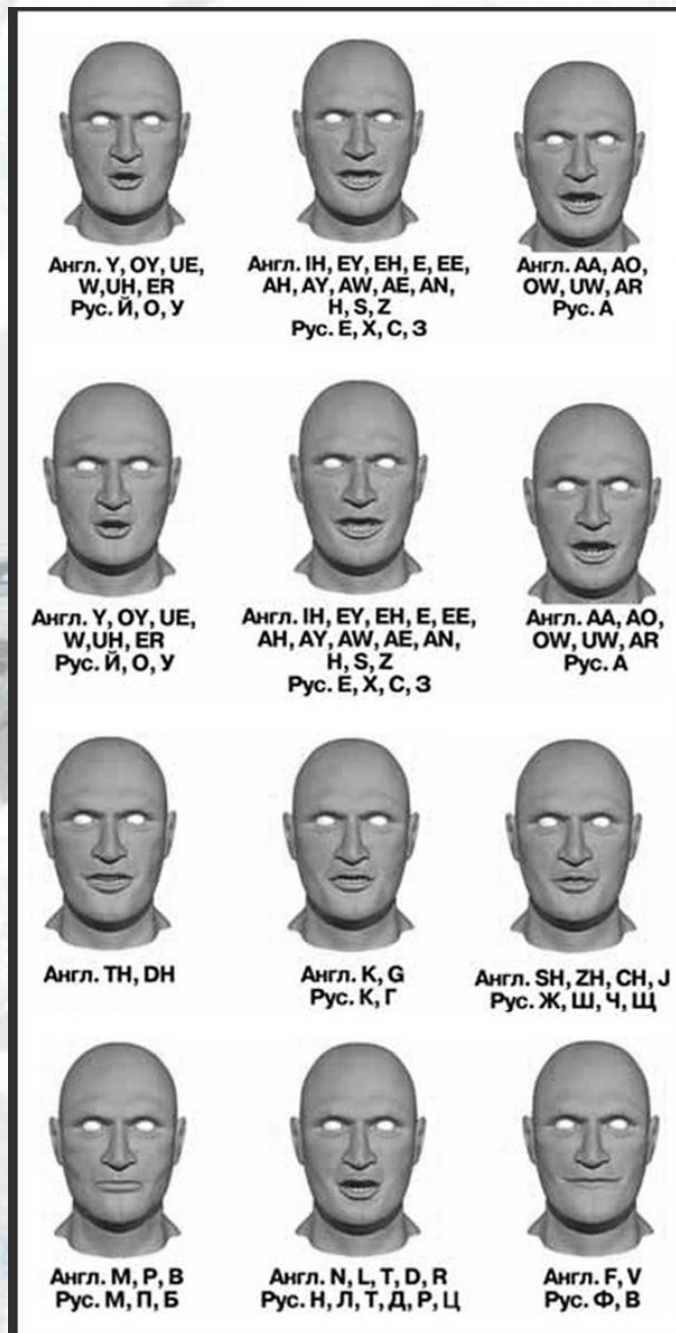 Англ. Y, OY, UE,
W,UH, ER
Рус. Й, О, У
Англ. IH, EY, EH, E, EE,
AH, AY, AW, AE, AN,
H, S, Z
Рус. Е, Х, С, З
Англ. AA, AO,
OW, UW, AR
Рус. А
Англ. Y, OY, UE,
W,UH, ER
Рус. Й, О, У
Англ. IH, EY, EH, E, EE,
AH, AY, AW, AE, AN,
H, S, Z
Рус. Е, Х, С, З
Англ. AA, AO,
OW, UW, AR
Рус. А
Англ. TH, DH
Англ. K, G
Рус. К, Г
Англ. SH, ZH, CH, J
Рус. Ж, Ш, Ч, Щ
Англ. M, P, B
Рус. М, П, Б
Англ. N, L, T, D, R
Рус. Н, Л, Т, Д, Р, Ц
Англ. F, V
Рус. Ф, В